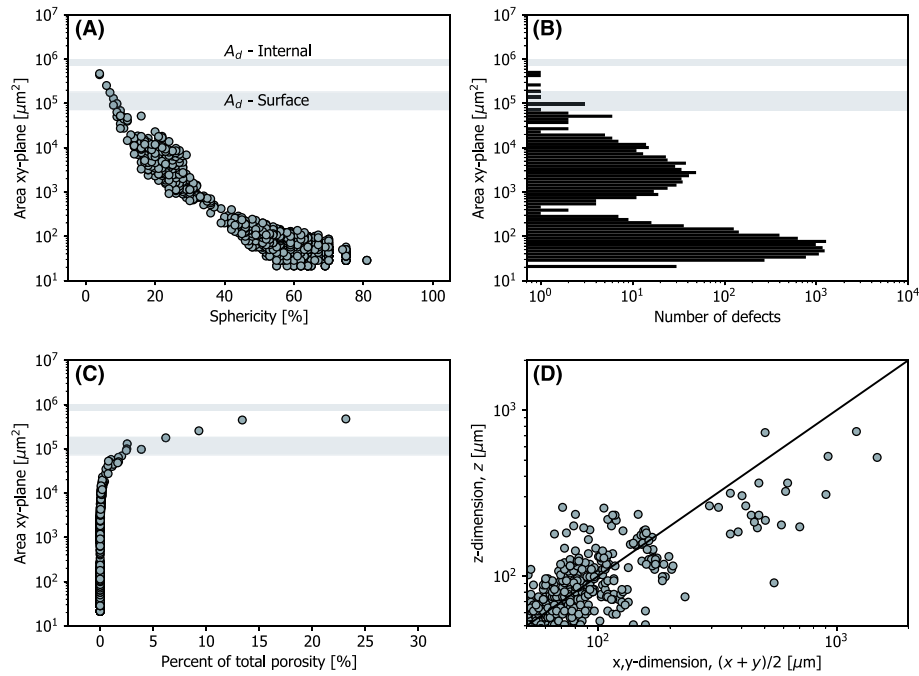 (A)
A_d - Internal
A_d - Surface
Area xy-plane [μm²]
10⁷
10⁶
10⁵
10⁴
10³
10²
10¹
0 20 40 60 80 100
Sphericity [%]
(B)
Area xy-plane [μm²]
10⁷
10⁶
10⁵
10⁴
10³
10²
10¹
10⁰ 10¹ 10² 10³ 10⁴
Number of defects
(C)
Area xy-plane [μm²]
10⁷
10⁶
10⁵
10⁴
10³
10²
10¹
0 5 10 15 20 25 30
Percent of total porosity [%]
(D)
z-dimension, z [μm]
10³
10²
10² 10³
x,y-dimension, (x + y)/2 [μm]